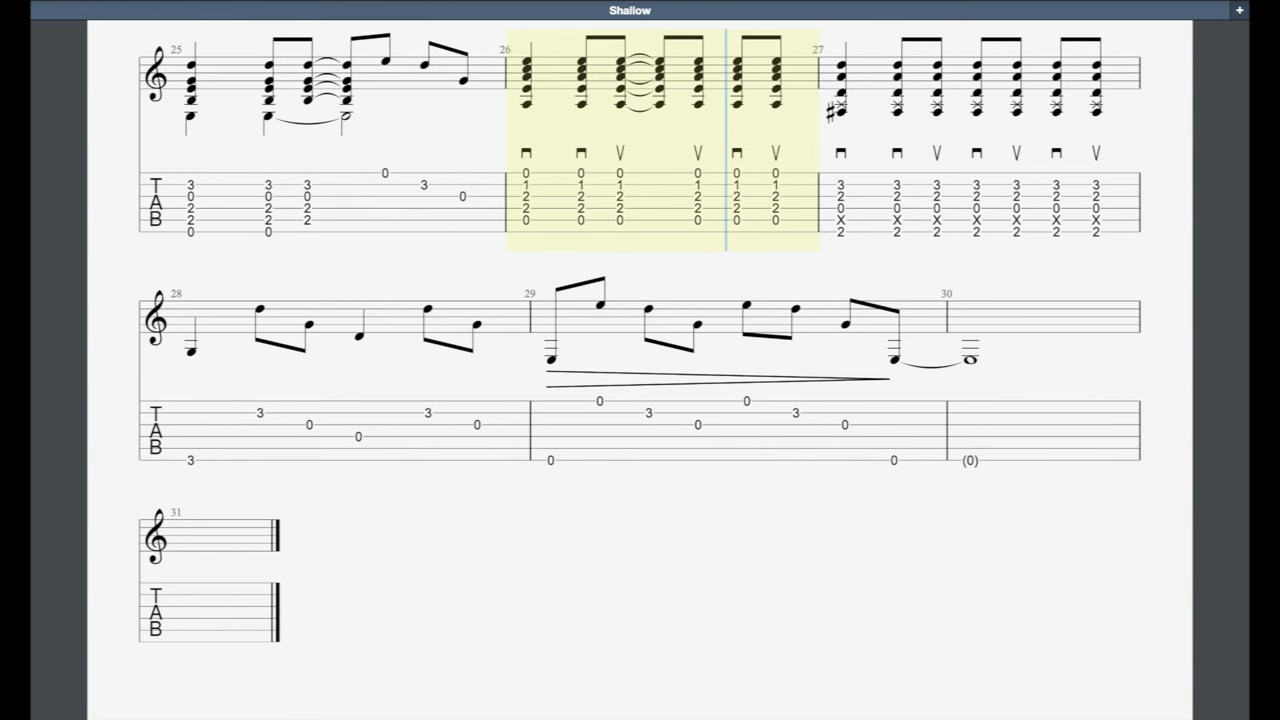 Shallow +
25 26 27
0 0 0 0 0 0 0
T 3 3 3 3 1 1 1 1 1 1 3 3 3 3 3 3 3
0 0 0 0 2 2 2 2 2 2 2 2 2 2 2 2 2
A 2 2 2 2 2 2 2 2 2 0 0 0 0 0 0 0
B 2 2 2 0 0 0 0 0 0 X X X X X X X
0 0 2 2 2 2 2 2 2
28 29 30
0 0
T 3 3 3 3
0 0 0 0
A 0
B
3 0 0 (0)
31
T
A
B